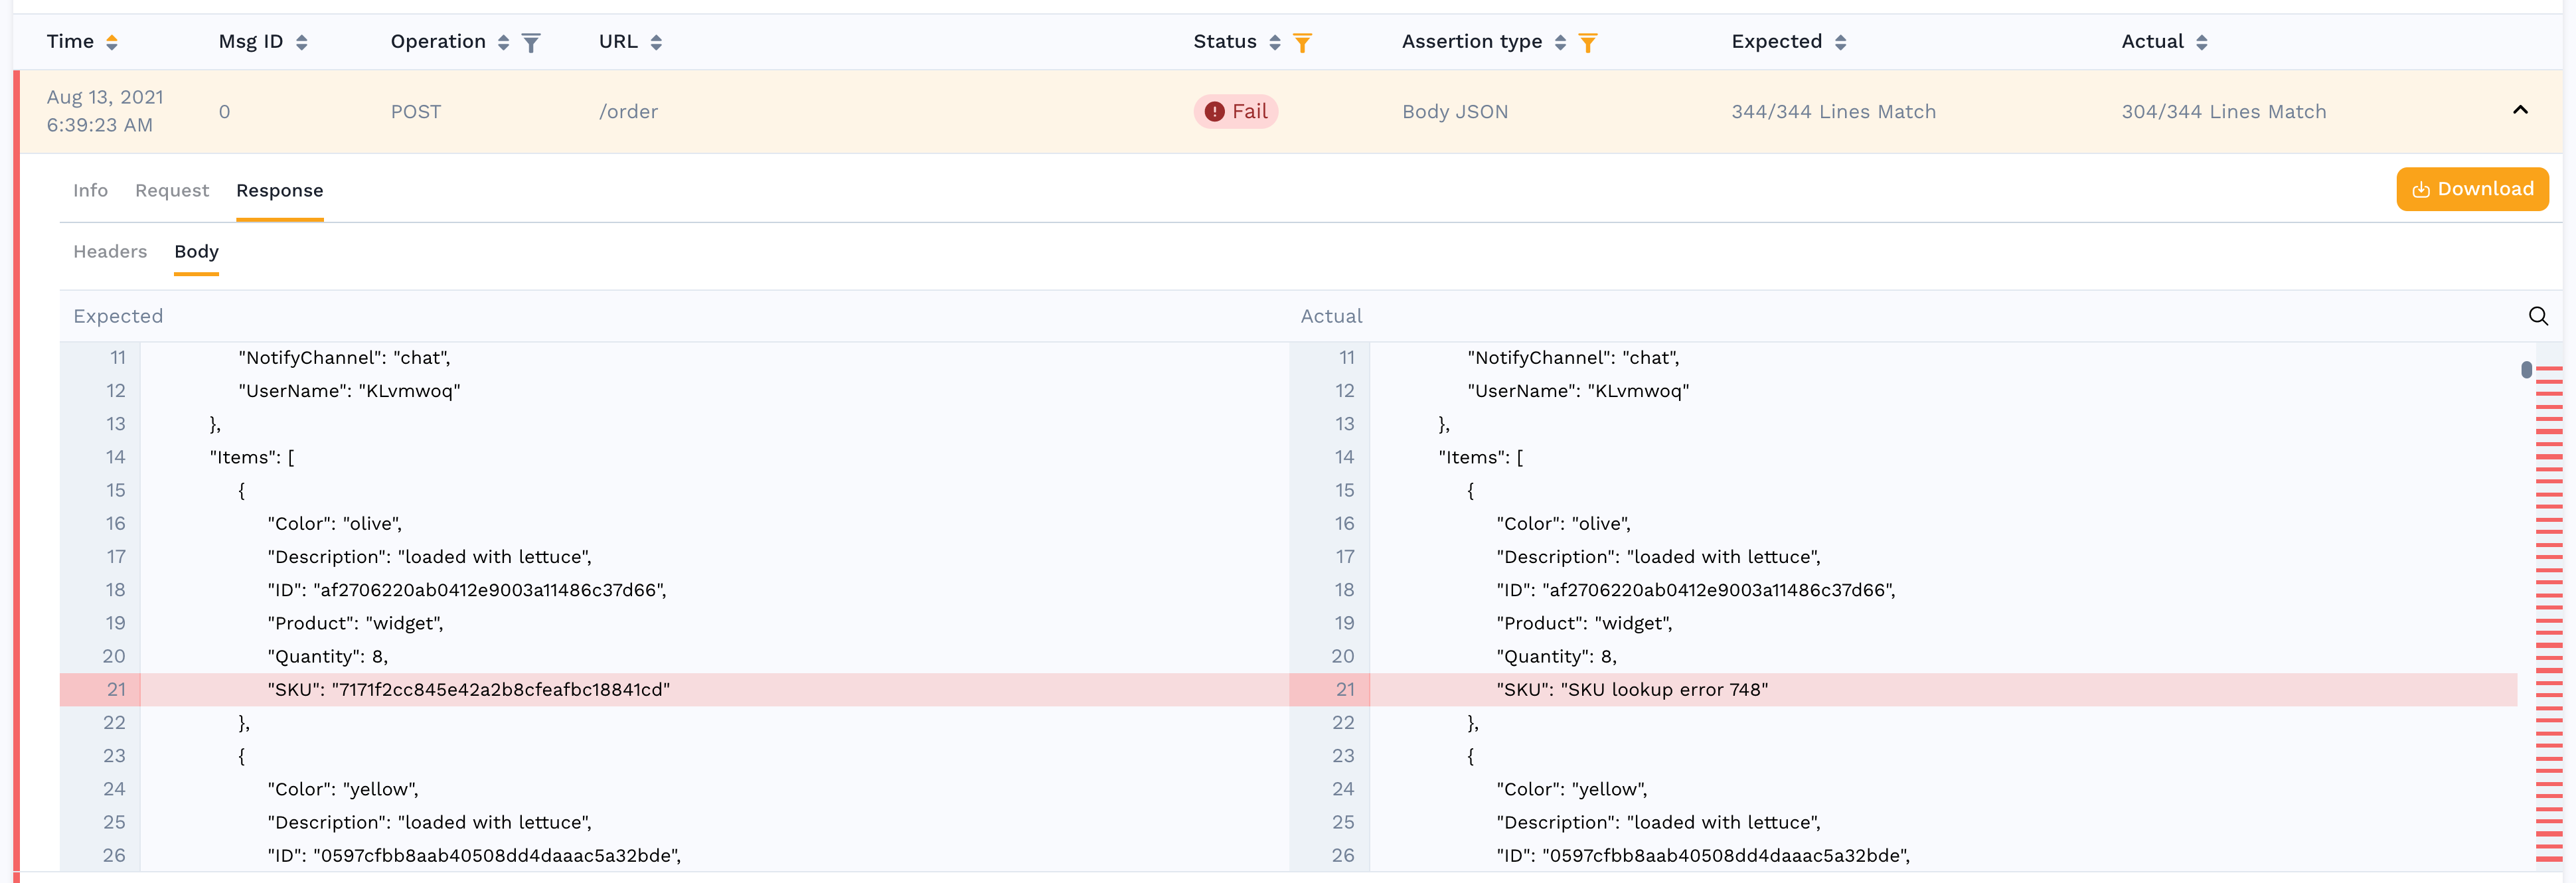 Time Msg ID Operation URL Status Assertion type Expected Actual
Aug 13, 2021
6:39:23 AM 0 POST /order Fail Body JSON 344/344 Lines Match 304/344 Lines Match
Info Request Response Download
Headers Body
Expected Actual
11 "NotifyChannel": "chat", 11 "NotifyChannel": "chat",
12 "UserName": "KLvmwoq" 12 "UserName": "KLvmwoq"
13 }, 13 },
14 "Items": [ 14 "Items": [
15 { 15 {
16 "Color": "olive", 16 "Color": "olive",
17 "Description": "loaded with lettuce", 17 "Description": "loaded with lettuce",
18 "ID": "af2706220ab0412e9003a11486c37d66", 18 "ID": "af2706220ab0412e9003a11486c37d66",
19 "Product": "widget", 19 "Product": "widget",
20 "Quantity": 8, 20 "Quantity": 8,
21 "SKU": "7171f2cc845e42a2b8cfeafbc18841cd" 21 "SKU": "SKU lookup error 748"
22 }, 22 },
23 { 23 {
24 "Color": "yellow", 24 "Color": "yellow",
25 "Description": "loaded with lettuce", 25 "Description": "loaded with lettuce",
26 "ID": "0597cfbb8aab40508dd4daaac5a32bde", 26 "ID": "0597cfbb8aab40508dd4daaac5a32bde",